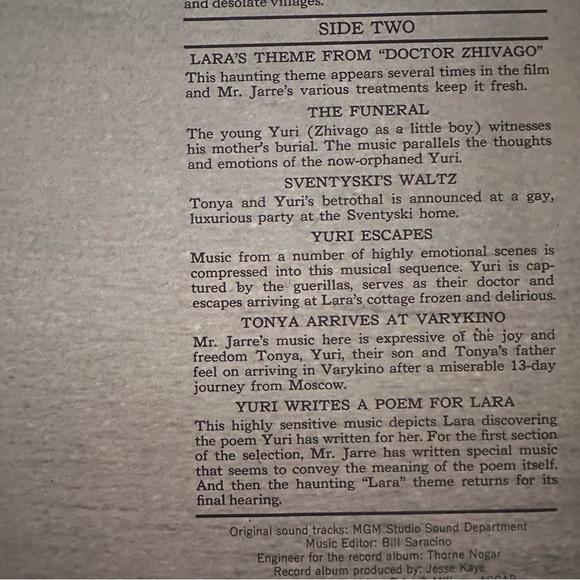 and desolate villages.
SIDE TWO
LARA'S THEME FROM "DOCTOR ZHIVAGO"
This haunting theme appears several times in the film
and Mr. Jarre's various treatments keep it fresh.
THE FUNERAL
The young Yuri (Zhivago as a little boy) witnesses
his mother's burial. The music parallels the thoughts
and emotions of the now-orphaned Yuri.
SVENTYSKI'S WALTZ
Tonya and Yuri's betrothal is announced at a gay,
luxurious party at the Sventyski home.
YURI ESCAPES
Music from a number of highly emotional scenes is
compressed into this musical sequence. Yuri is cap-
tured by the guerillas, serves as their doctor and
escapes arriving at Lara's cottage frozen and delirious.
TONYA ARRIVES AT VARYKINO
Mr. Jarre's music here is expressive of the joy and
freedom Tonya, Yuri, their son and Tonya's father
feel on arriving in Varykino after a miserable 13-day
journey from Moscow.
YURI WRITES A POEM FOR LARA
This highly sensitive music depicts Lara discovering
the poem Yuri has written for her. For the first section
of the selection, Mr. Jarre has written special music
that seems to convey the meaning of the poem itself.
And then the haunting "Lara" theme returns for its
final hearing.
Original sound tracks: MGM Studio Sound Department
Music Editor: Bill Saracino
Engineer for the record album: Thorne Nogar
Record album produced by: Jesse Kaye